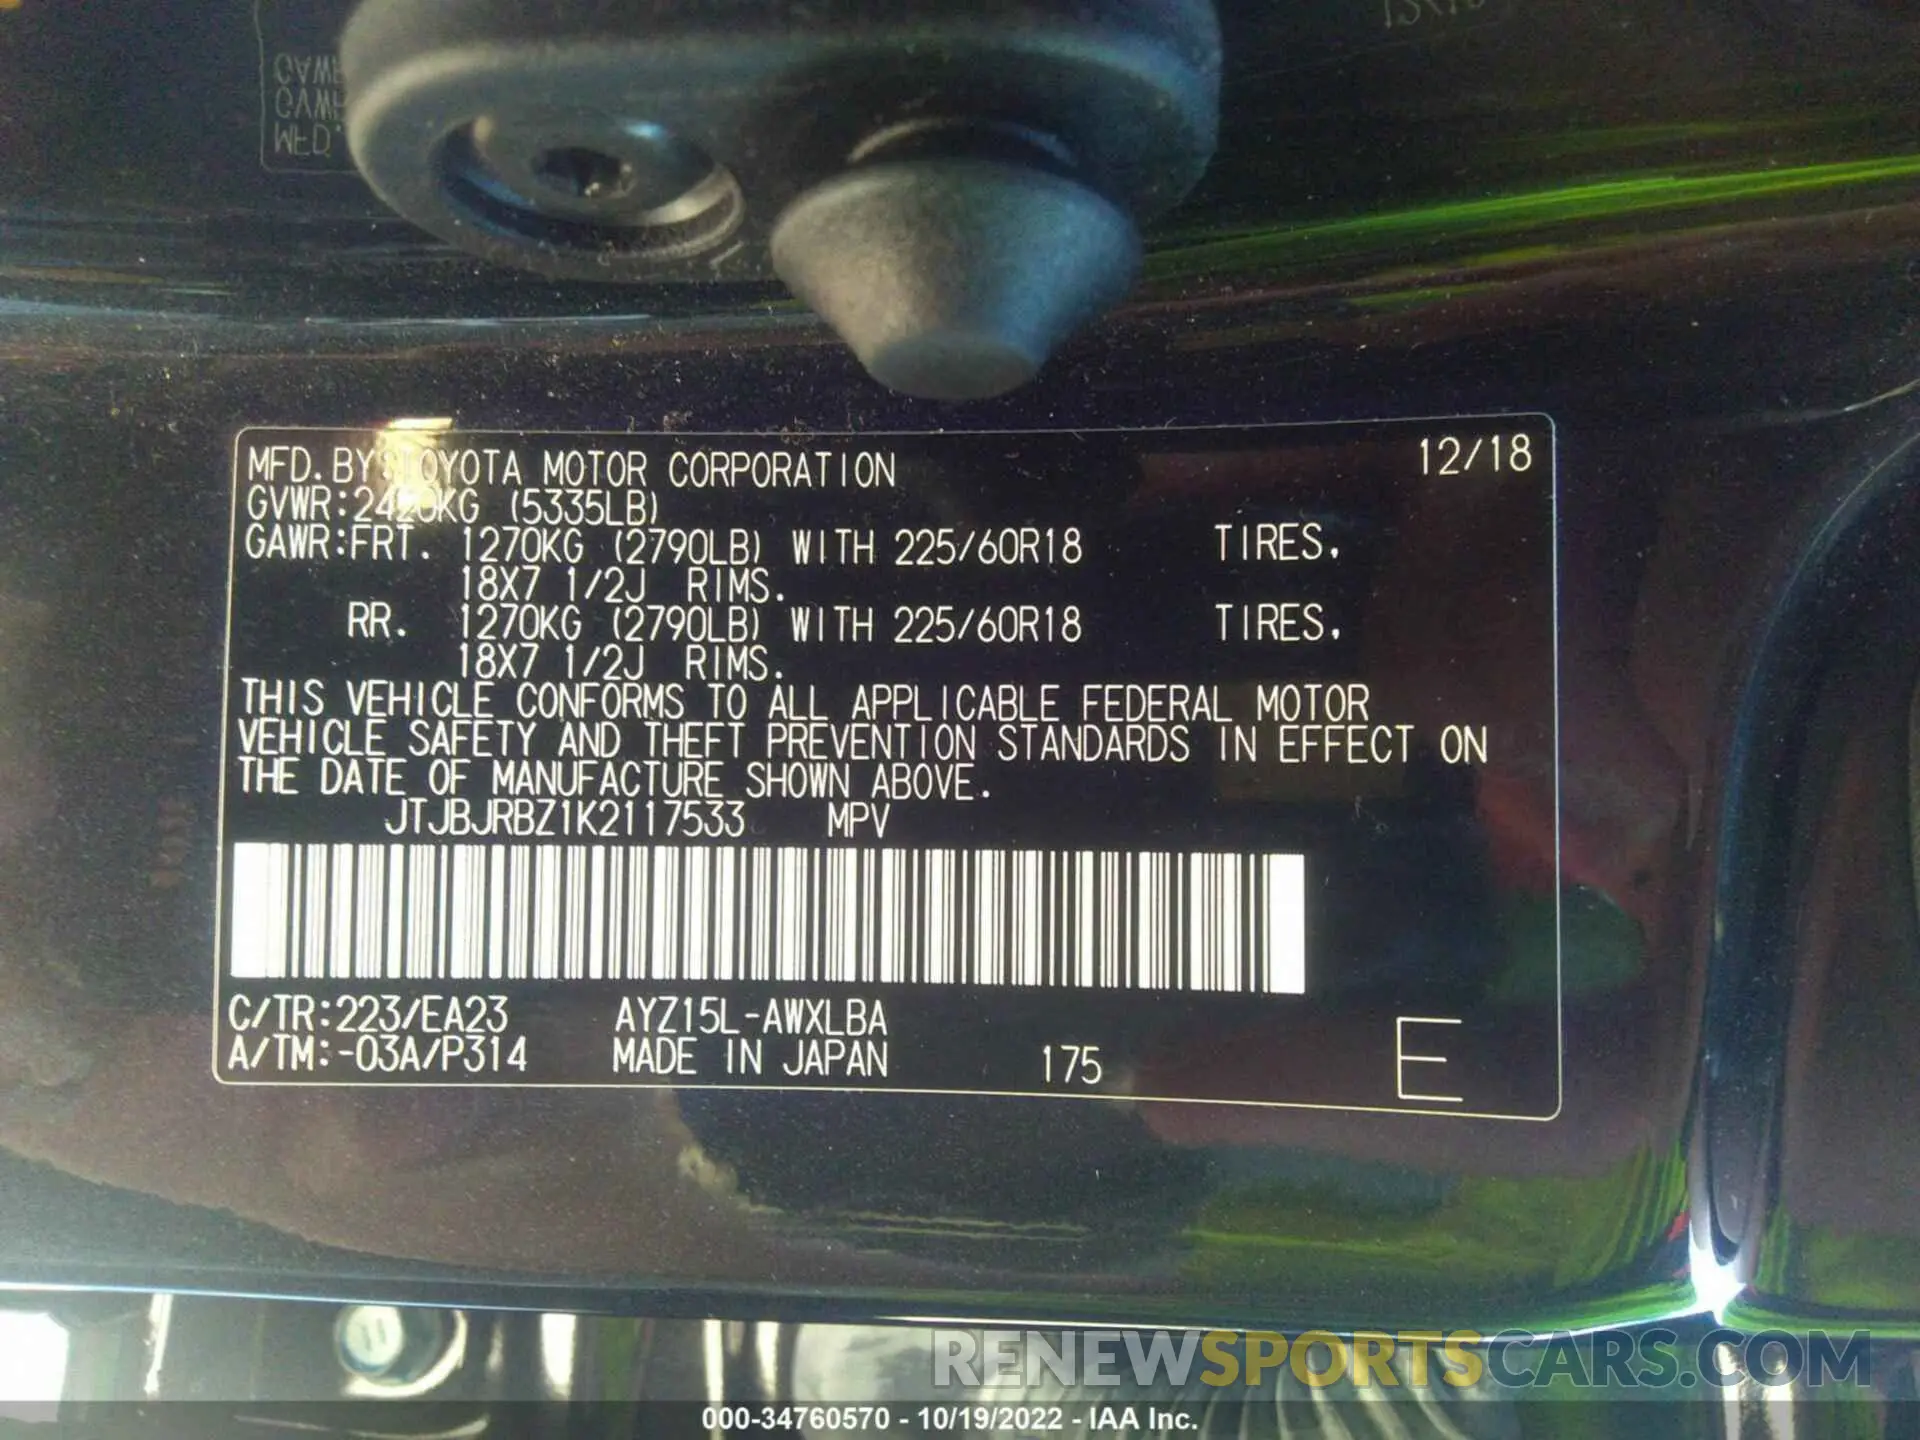 MFD.BY:TOYOTA MOTOR CORPORATION 12/18
GVWR:2420KG (5335LB)
GAWR:FRT. 1270KG (2790LB) WITH 225/60R18 TIRES.
18X7 1/2J RIMS.
RR. 1270KG (2790LB) WITH 225/60R18 TIRES.
18X7 1/2J RIMS.
THIS VEHICLE CONFORMS TO ALL APPLICABLE FEDERAL MOTOR
VEHICLE SAFETY AND THEFT PREVENTION STANDARDS IN EFFECT ON
THE DATE OF MANUFACTURE SHOWN ABOVE.
JTJBJRBZ1K2117533 MPV
C/TR:223/EA23 AYZ15L-AWXLBA
A/TM:-03A/P314 MADE IN JAPAN 175 E
RENEWSPORTSCARS.COM
000-34760570 - 10/19/2022 - IAA Inc.